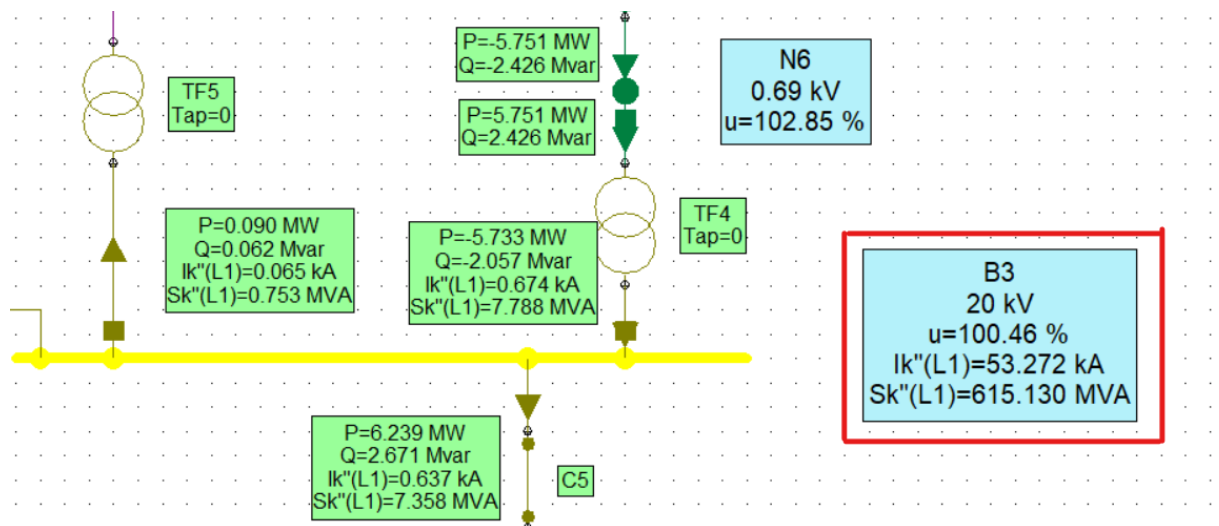 P=-5.751 MW
Q=-2.426 Mvar
N6
0.69 kV
u=102.85 %
TF5
Tap=0
P=5.751 MW
Q=2.426 Mvar
TF4
Tap=0
P=0.090 MW
Q=0.062 Mvar
Ik"(L1)=0.065 kA
Sk"(L1)=0.753 MVA
P=-5.733 MW
Q=-2.057 Mvar
Ik"(L1)=0.674 kA
Sk"(L1)=7.788 MVA
B3
20 kV
u=100.46 %
Ik"(L1)=53.272 kA
Sk"(L1)=615.130 MVA
P=6.239 MW
Q=2.671 Mvar
Ik"(L1)=0.637 kA
Sk"(L1)=7.358 MVA
C5